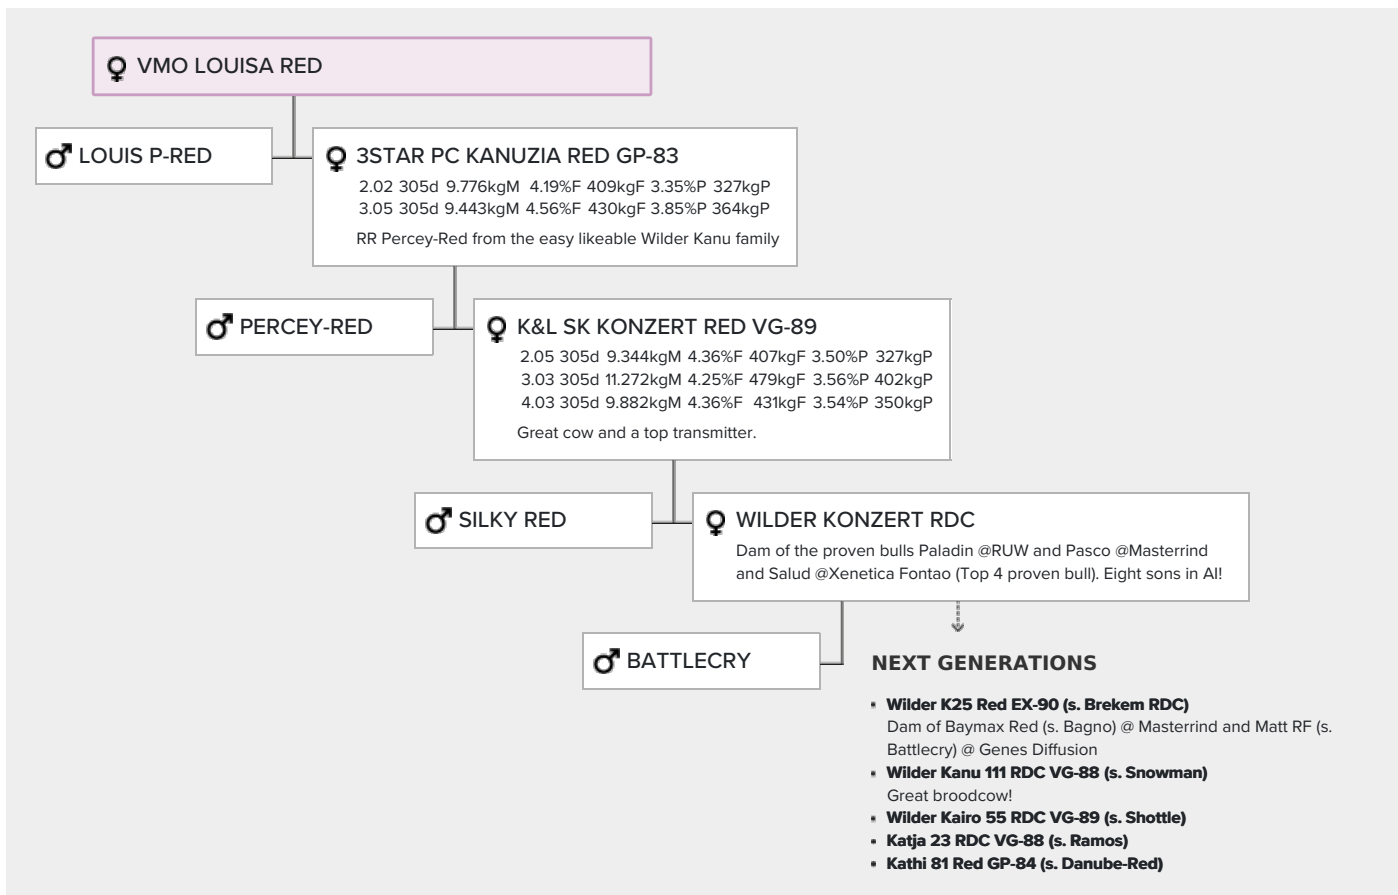 VMO LOUISA RED
LOUIS P-RED
3STAR PC KANUZIA RED GP-83
2.02 305d 9.776kgM 4.19%F 409kgF 3.35%P 327kgP
3.05 305d 9.443kgM 4.56%F 430kgF 3.85%P 364kgP
RR Percey-Red from the easy likeable Wilder Kanu family
PERCEY-RED
K&L SK KONZERT RED VG-89
2.05 305d 9.344kgM 4.36%F 407kgF 3.50%P 327kgP
3.03 305d 11.272kgM 4.25%F 479kgF 3.56%P 402kgP
4.03 305d 9.882kgM 4.36%F 431kgF 3.54%P 350kgP
Great cow and a top transmitter.
SILKY RED
WILDER KONZERT RDC
Dam of the proven bulls Paladin @RUW and Pasco @Masterrind
and Salud @Xenetica Fontao (Top 4 proven bull). Eight sons in AI!
BATTLECRY
NEXT GENERATIONS
• Wilder K25 Red EX-90 (s. Brekem RDC)
Dam of Baymax Red (s. Bagno) @ Masterrind and Matt RF (s.
Battlecry) @ Genes Diffusion
• Wilder Kanu 111 RDC VG-88 (s. Snowman)
Great broodcow!
• Wilder Kairo 55 RDC VG-89 (s. Shottle)
• Katja 23 RDC VG-88 (s. Ramos)
• Kathi 81 Red GP-84 (s. Danube-Red)